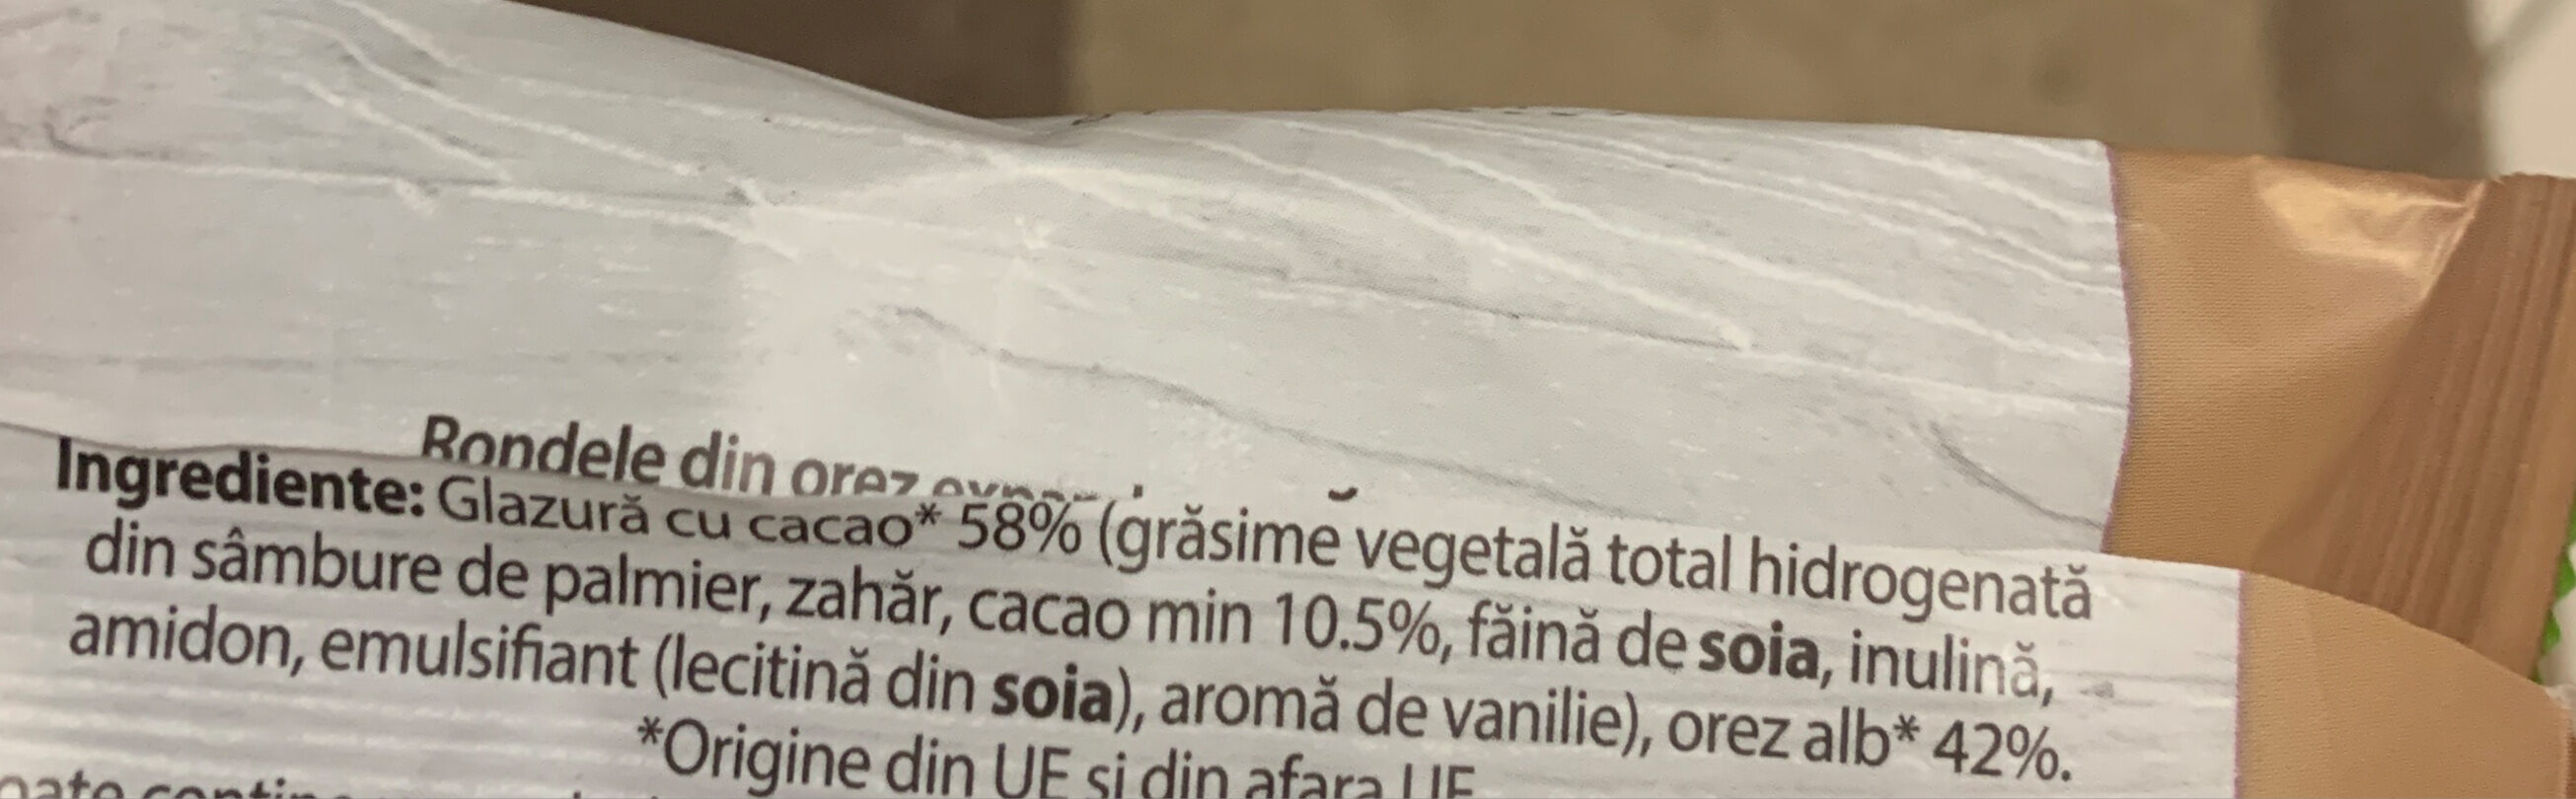 Rondele din orez
Ingrediente: Glazură cu cacao* 58% (grăsime vegetală total hidrogenată
din sâmbure de palmier, zahăr, cacao min 10.5%, făină de soia, inulină,
amidon, emulsifiant (lecitină din soia), aromă de vanilie), orez alb* 42%.
*Origine din UE și din afara UE